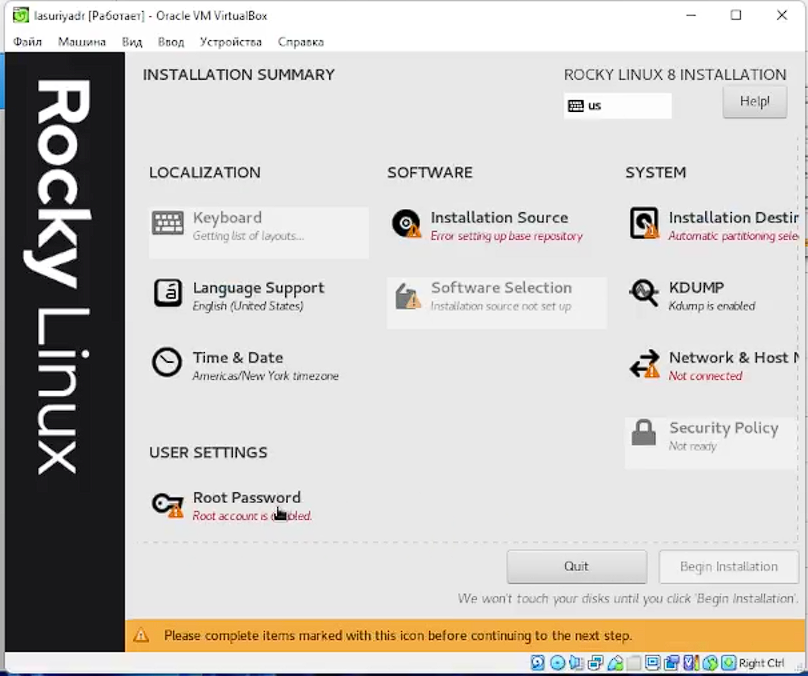 lasuriyadr [Работает] - Oracle VM VirtualBox
Файл Машина Вид Ввод Устройства Справка
Rocky Linux
INSTALLATION SUMMARY
ROCKY LINUX 8 INSTALLATION
us
Help!
LOCALIZATION
SOFTWARE
SYSTEM
Keyboard
Getting list of layouts...
Installation Source
Error setting up base repository
Installation Destin
Automatic partitioning sele
Language Support
English (United States)
Software Selection
Installation source not set up
KDUMP
Kdump is enabled
Time & Date
Americas/New York timezone
Network & Host N
Not connected
Security Policy
Not ready
USER SETTINGS
Root Password
Root account is
Quit
Begin Installation
We won't touch your disks until you click 'Begin Installation'.
Please complete items marked with this icon before continuing to the next step.
Right Ctrl